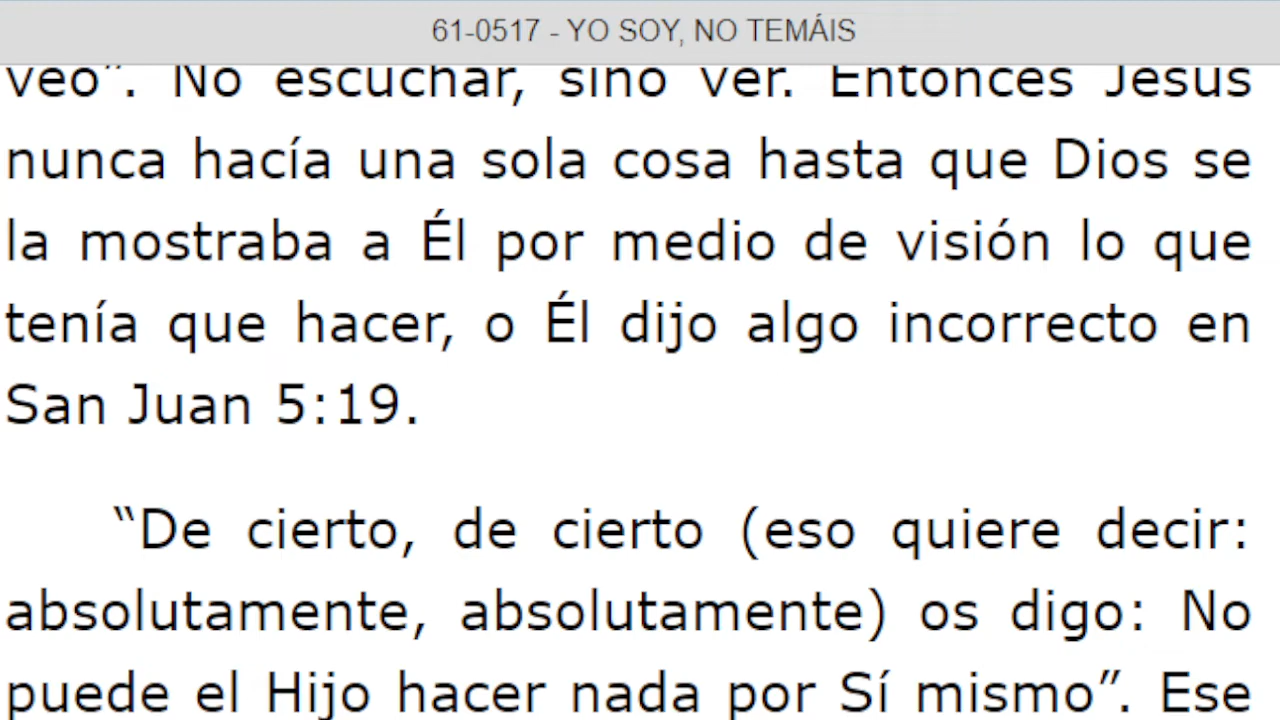 61-0517 - YO SOY, NO TEMÁIS
veo”. No escuchar, sino ver. Entonces Jesús
nunca hacía una sola cosa hasta que Dios se
la mostraba a Él por medio de visión lo que
tenía que hacer, o Él dijo algo incorrecto en
San Juan 5:19.
“De cierto, de cierto (eso quiere decir:
absolutamente, absolutamente) os digo: No
puede el Hijo hacer nada por Sí mismo”. Ese